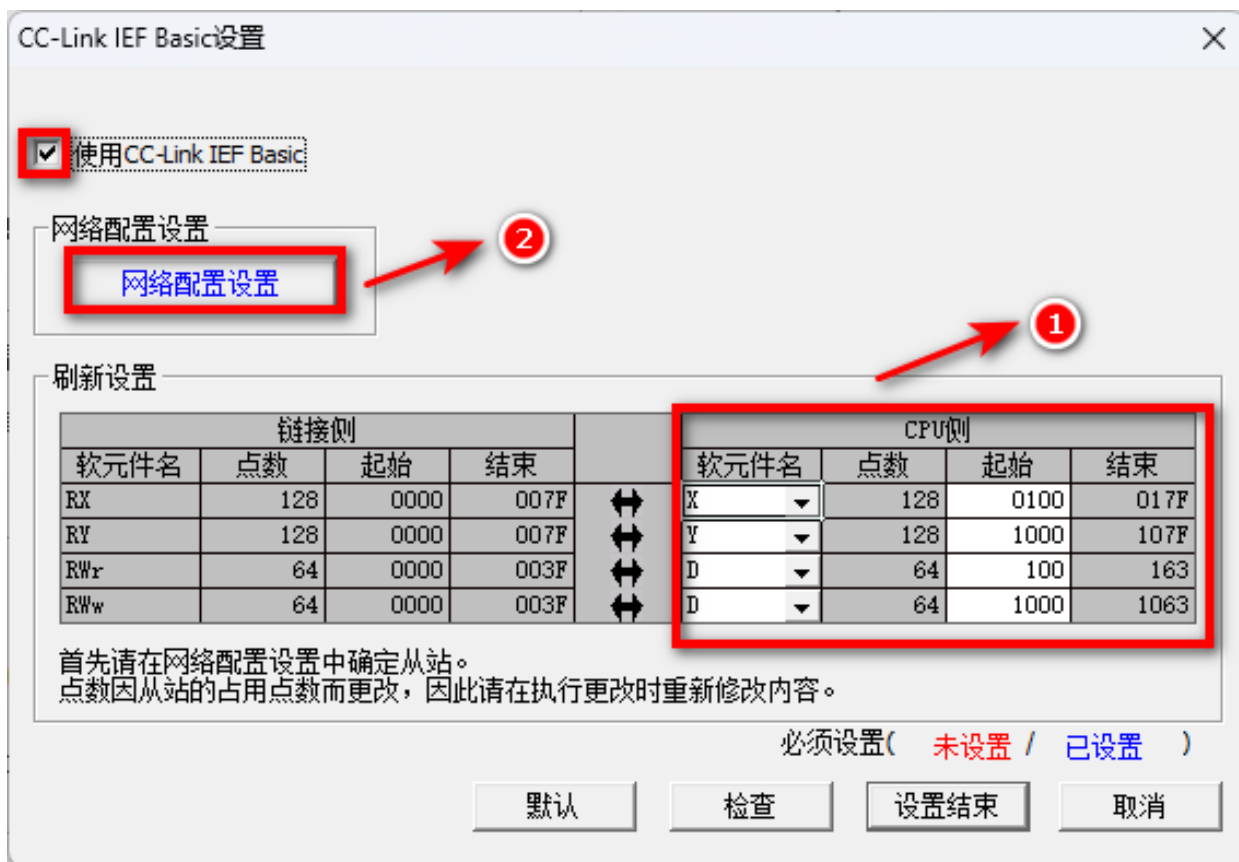 CC-Link IEF Basic设置
使用CC-Link IEF Basic
网络配置设置
网络配置设置
2
1
刷新设置
链接侧 CPU侧
软元件名 点数 起始 结束 软元件名 点数 起始 结束
RX 128 0000 007F X 128 0100 017F
RY 128 0000 007F Y 128 1000 107F
RWr 64 0000 003F D 64 100 163
RWw 64 0000 003F D 64 1000 1063
首先请在网络配置设置中确定从站。
点数因从站的占用点数而更改，因此请在执行更改时重新修改内容。
必须设置( 未设置 / 已设置 )
默认 检查 设置结束 取消